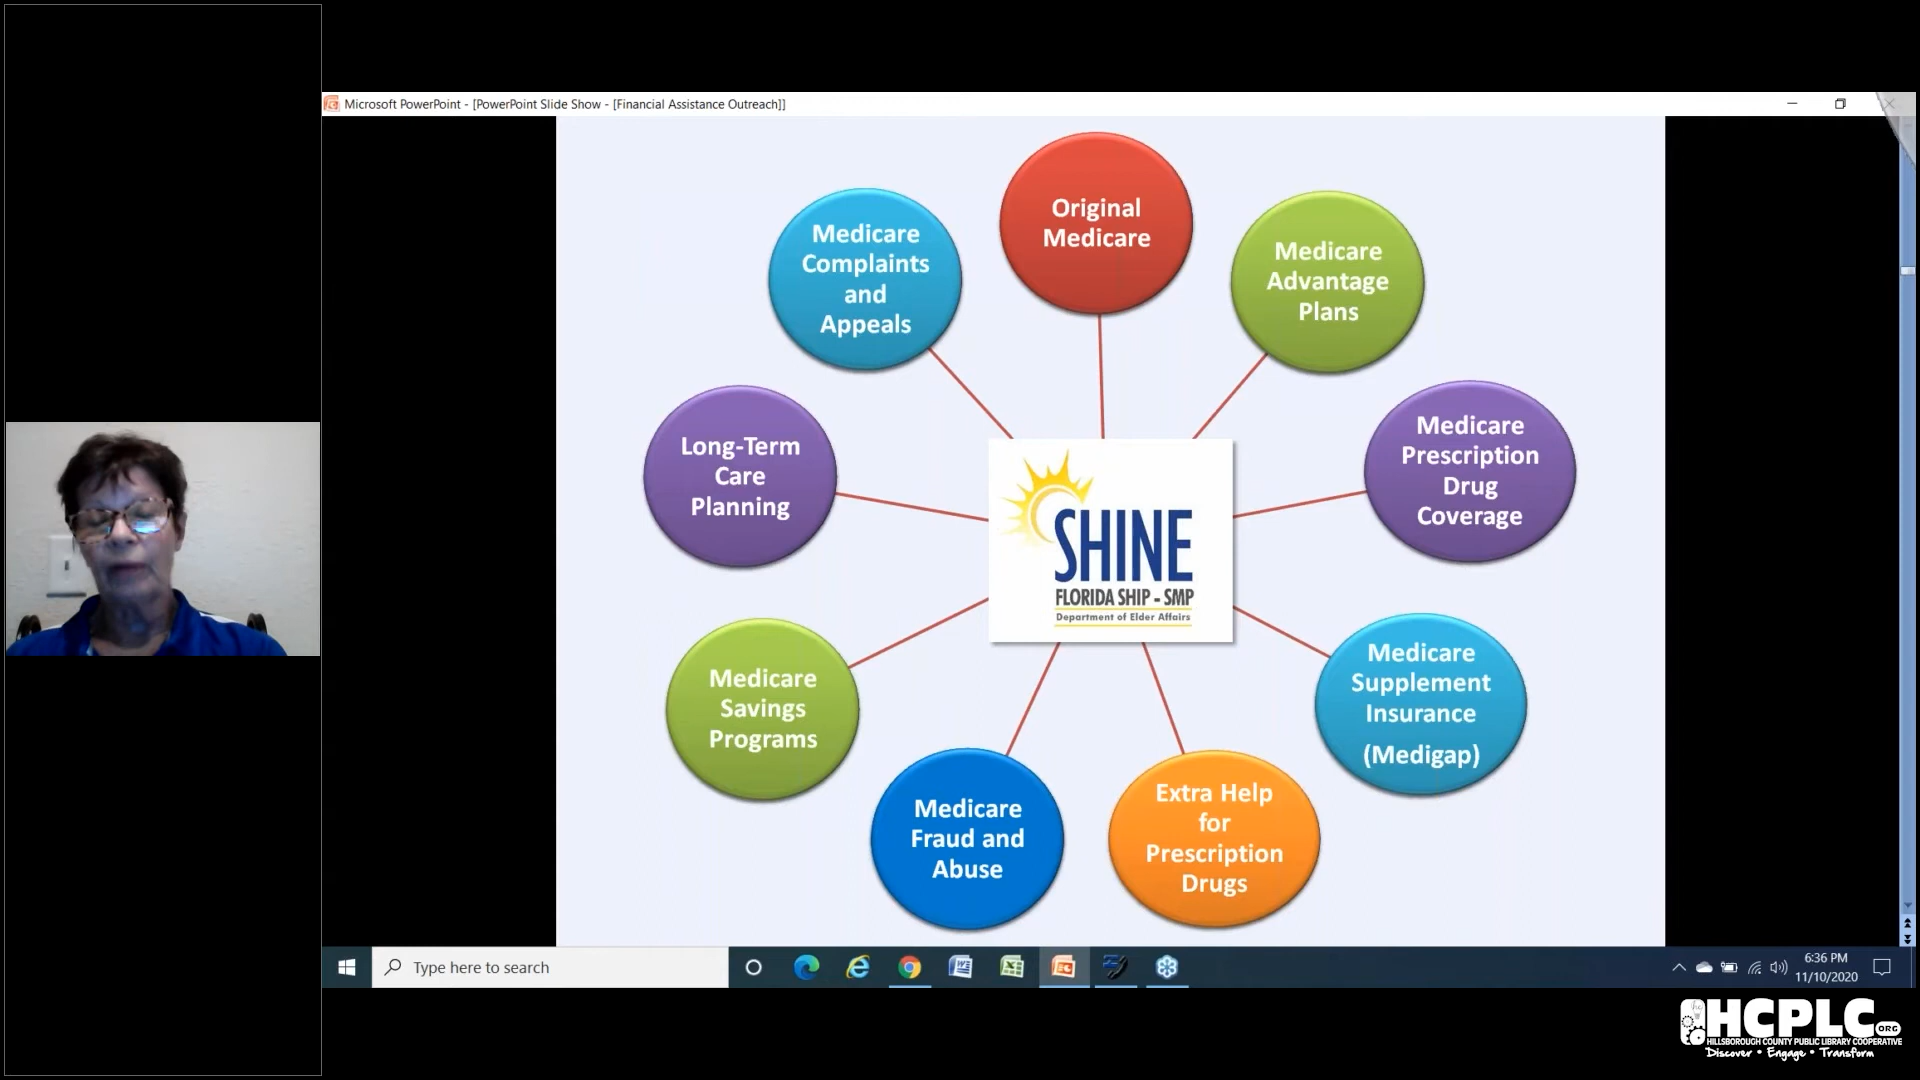 Microsoft PowerPoint - [PowerPoint Slide Show - [Financial Assistance Outreach]]
Original
Medicare
Medicare
Complaints
and
Appeals
Medicare
Advantage
Plans
Long-Term
Care
Planning
Medicare
Prescription
Drug
Coverage
SHINE
FLORIDA SHIP - SMP
Department of Elder Affairs
Medicare
Savings
Programs
Medicare
Supplement
Insurance
(Medigap)
Medicare
Fraud and
Abuse
Extra Help
for
Prescription
Drugs
Type here to search
6:36 PM
11/10/2020
HCPLC.ORG
HILLSBOROUGH COUNTY PUBLIC LIBRARY COOPERATIVE
Discover • Engage • Transform